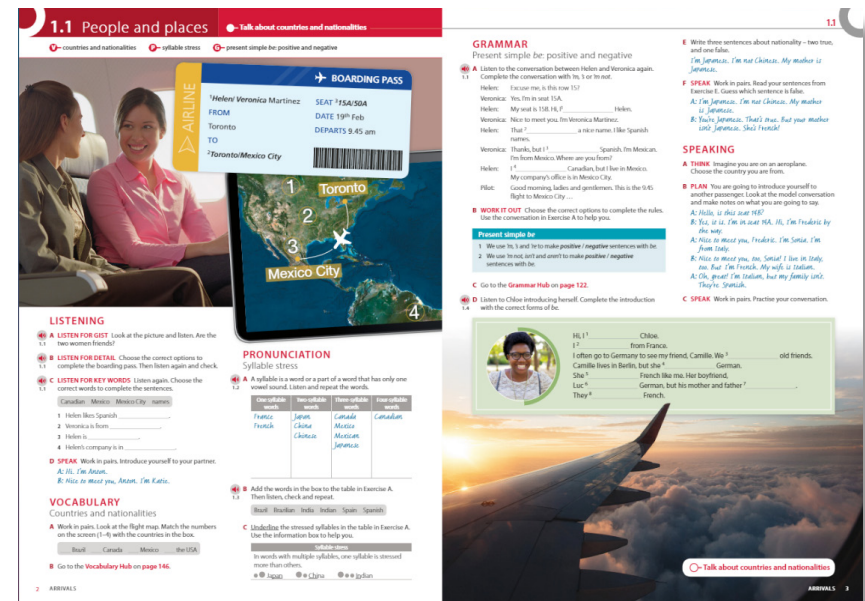 1.1 People and places
Talk about countries and nationalities
V– countries and nationalities P– syllable stress G– present simple be: positive and negative
BOARDING PASS
AIRLINE
1Helen/ Veronica Martinez
FROM
Toronto
TO
2Toronto/Mexico City
SEAT 315A/50A
DATE 19th Feb
DEPARTS 9.45 am
1
Toronto
2
3
Mexico City
4
LISTENING
1.1
A LISTEN FOR GIST Look at the picture and listen. Are the
two women friends?
1.1
B LISTEN FOR DETAIL Choose the correct options to
complete the boarding pass. Then listen again and check.
1.1
C LISTEN FOR KEY WORDS Listen again. Choose the
correct words to complete the sentences.
Canadian Mexico Mexico City names
1 Helen likes Spanish ____________.
2 Veronica is from ____________.
3 Helen is ____________.
4 Helen's company is in ____________.
D SPEAK Work in pairs. Introduce yourself to your partner.
A: Hi. I'm Anton.
B: Nice to meet you, Anton. I'm Katie.
VOCABULARY
Countries and nationalities
A Work in pairs. Look at the flight map. Match the numbers
on the screen (1–4) with the countries in the box.
Brazil Canada Mexico the USA
B Go to the Vocabulary Hub on page 146.
2 ARRIVALS
PRONUNCIATION
Syllable stress
1.2
A A syllable is a word or a part of a word that has only one
vowel sound. Listen and repeat the words.
One-syllable words Two-syllable words Three-syllable words Four-syllable words
France Japan Canada Canadian
French China Mexico
Chinese Mexican
Japanese
1.3
B Add the words in the box to the table in Exercise A.
Then listen, check and repeat.
Brazil Brazilian India Indian Spain Spanish
C Underline the stressed syllables in the table in Exercise A.
Use the information box to help you.
Syllable stress
In words with multiple syllables, one syllable is stressed
more than others.
Japan China Indian
1.1
GRAMMAR
Present simple be: positive and negative
1.1
A Listen to the conversation between Helen and Veronica again.
Complete the conversation with 'm, 's or 'm not.
Helen: Excuse me, is this row 15?
Veronica: Yes, I'm in seat 15A.
Helen: My seat is 15B. Hi, I1____________ Helen.
Veronica: Nice to meet you. I'm Veronica Martinez.
Helen: That 2____________ a nice name. I like Spanish
names.
Veronica: Thanks, but I 3____________ Spanish. I'm Mexican.
I'm from Mexico. Where are you from?
Helen: I 4____________ Canadian, but I live in Mexico.
My company's office is in Mexico City.
Pilot: Good morning, ladies and gentlemen. This is the 9.45
flight to Mexico City …
B WORK IT OUT Choose the correct options to complete the rules.
Use the conversation in Exercise A to help you.
Present simple be
1 We use 'm, 's and 're to make positive / negative sentences with be.
2 We use 'm not, isn't and aren't to make positive / negative
sentences with be.
C Go to the Grammar Hub on page 122.
1.4
D Listen to Chloe introducing herself. Complete the introduction
with the correct forms of be.
Hi, I 1____________ Chloe.
I 2____________ from France.
I often go to Germany to see my friend, Camille. We 3____________ old friends.
Camille lives in Berlin, but she 4____________ German.
She 5____________ French like me. Her boyfriend,
Luc 6____________ German, but his mother and father 7____________.
They 8____________ French.
E Write three sentences about nationality – two true,
and one false.
I'm Japanese. I'm not Chinese. My mother is
Japanese.
F SPEAK Work in pairs. Read your sentences from
Exercise E. Guess which sentence is false.
A: I'm Japanese. I'm not Chinese. My mother
is Japanese.
B: You're Japanese. That's true. But your mother
isn't Japanese. She's French!
SPEAKING
A THINK Imagine you are on an aeroplane.
Choose the country you are from.
B PLAN You are going to introduce yourself to
another passenger. Look at the model conversation
and make notes on what you are going to say.
A: Hello, is this seat 14B?
B: Yes, it is. I'm in seat 14A. Hi, I'm Frederic by
the way.
A: Nice to meet you, Frederic. I'm Sonia. I'm
from Italy.
B: Nice to meet you, too, Sonia! I live in Italy,
too. But I'm French. My wife is Italian.
A: Oh, great! I'm Italian, but my family isn't.
They're Spanish.
C SPEAK Work in pairs. Practise your conversation.
Talk about countries and nationalities
ARRIVALS 3